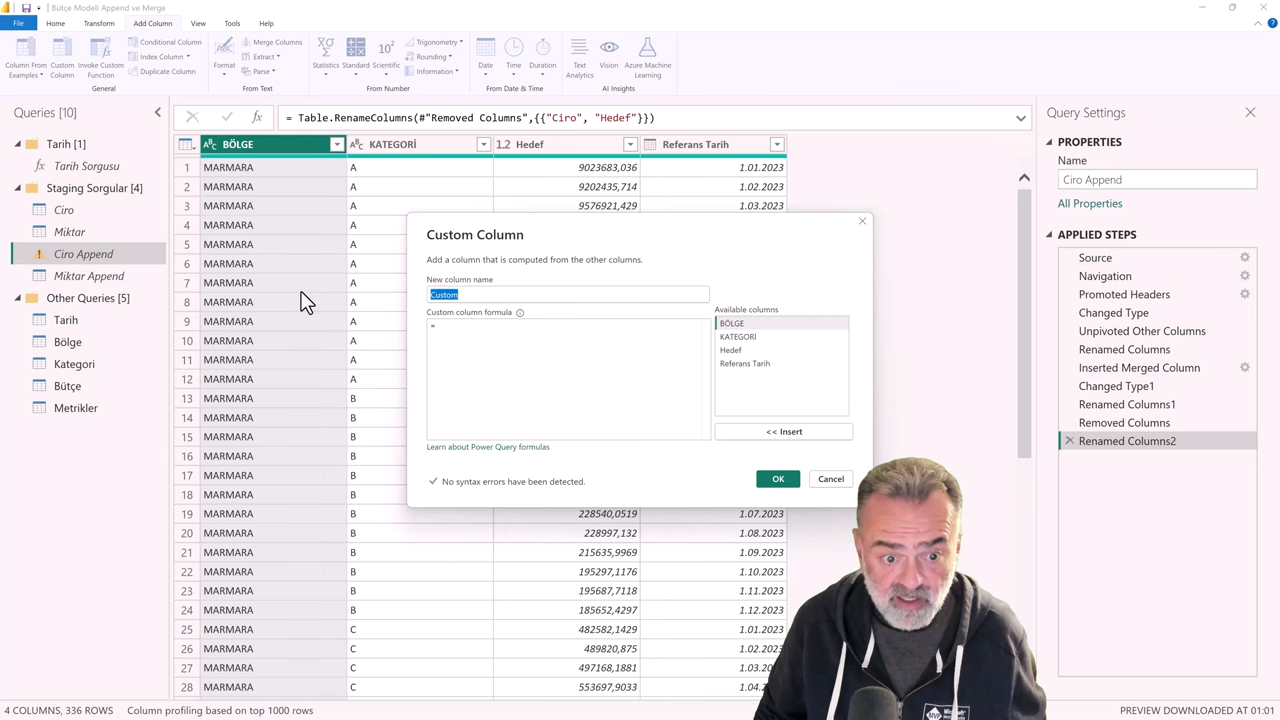 Bütçe Modeli Append ve Merge
File Home Transform Add Column View Tools Help
Column From Examples
Custom Column
Invoke Custom Function
Conditional Column
Index Column
Duplicate Column
General
Format
Merge Columns
Extract
Parse
From Text
Statistics
Standard
Scientific
Trigonometry
Rounding
Information
From Number
Date
Time
Duration
From Date & Time
Text Analytics
Vision
Azure Machine Learning
AI Insights
Queries [10]
Tarih [1]
Tarih Sorgusu
Staging Sorgular [4]
Ciro
Miktar
Ciro Append
Miktar Append
Other Queries [5]
Tarih
Bölge
Kategori
Bütçe
Metrikler
= Table.RenameColumns(#"Removed Columns",{{"Ciro", "Hedef"}})
BÖLGE KATEGORİ 1.2 Hedef Referans Tarih
1 MARMARA A 9023683,036 1.01.2023
2 MARMARA A 9202435,714 1.02.2023
3 MARMARA A 9576921,429 1.03.2023
4 MARMARA A
5 MARMARA A
6 MARMARA A
7 MARMARA A
8 MARMARA A
9 MARMARA A
10 MARMARA A
11 MARMARA A
12 MARMARA A
13 MARMARA B
14 MARMARA B
15 MARMARA B
16 MARMARA B
17 MARMARA B
18 MARMARA B
19 MARMARA B 228540,0519 1.07.2023
20 MARMARA B 228997,132 1.08.2023
21 MARMARA B 215635,9969 1.09.2023
22 MARMARA B 195297,1176 1.10.2023
23 MARMARA B 195687,7118 1.11.2023
24 MARMARA B 185652,4297 1.12.2023
25 MARMARA C 482582,1429 1.01.2023
26 MARMARA C 489820,875 1.02.2023
27 MARMARA C 497168,1881 1.03.20
28 MARMARA C 553697,9033 1.04.2
Custom Column
Add a column that is computed from the other columns.
New column name
Custom
Custom column formula
=
Available columns
BÖLGE
KATEGORİ
Hedef
Referans Tarih
<< Insert
Learn about Power Query formulas
No syntax errors have been detected.
OK
Cancel
Query Settings
PROPERTIES
Name
Ciro Append
All Properties
APPLIED STEPS
Source
Navigation
Promoted Headers
Changed Type
Unpivoted Other Columns
Renamed Columns
Inserted Merged Column
Changed Type1
Renamed Columns1
Removed Columns
Renamed Columns2
4 COLUMNS, 336 ROWS Column profiling based on top 1000 rows
PREVIEW DOWNLOADED AT 01:01